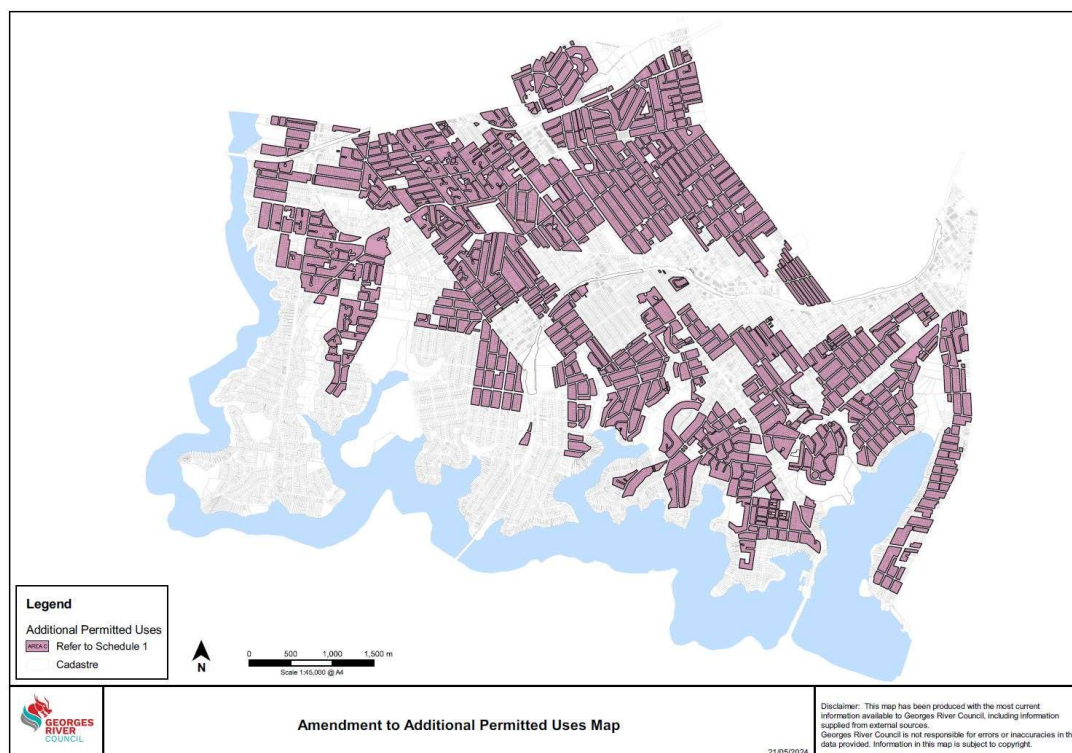 Legend
Additional Permitted Uses
AREA C Refer to Schedule 1
Cadastre
N
0 500 1,000 1,500 m
Scale 1:45,000 @ A4
GEORGES
RIVER
COUNCIL
Amendment to Additional Permitted Uses Map
21/05/2024
Disclaimer: This map has been produced with the most current
information available to Georges River Council, including information
supplied from external sources.
Georges River Council is not responsible for errors or inaccuracies in th
data provided. Information in this map is subject to copyright.